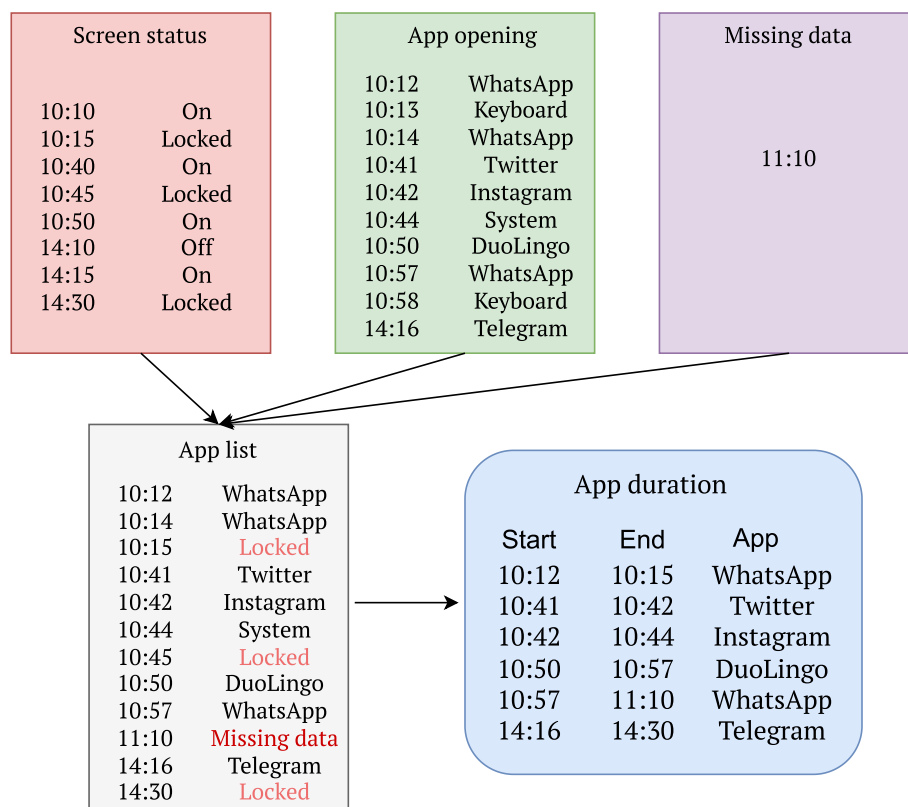 Screen status
10:10 On
10:15 Locked
10:40 On
10:45 Locked
10:50 On
14:10 Off
14:15 On
14:30 Locked
App opening
10:12 WhatsApp
10:13 Keyboard
10:14 WhatsApp
10:41 Twitter
10:42 Instagram
10:44 System
10:50 DuoLingo
10:57 WhatsApp
10:58 Keyboard
14:16 Telegram
Missing data
11:10
App list
10:12 WhatsApp
10:14 WhatsApp
10:15 Locked
10:41 Twitter
10:42 Instagram
10:44 System
10:45 Locked
10:50 DuoLingo
10:57 WhatsApp
11:10 Missing data
14:16 Telegram
14:30 Locked
App duration
Start End App
10:12 10:15 WhatsApp
10:41 10:42 Twitter
10:42 10:44 Instagram
10:50 10:57 DuoLingo
10:57 11:10 WhatsApp
14:16 14:30 Telegram